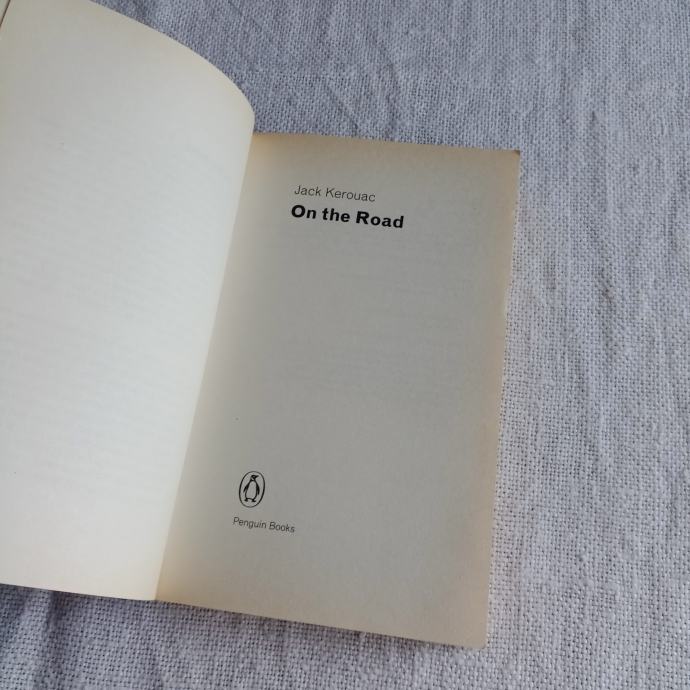 Jack Kerouac
On the Road
Penguin Books